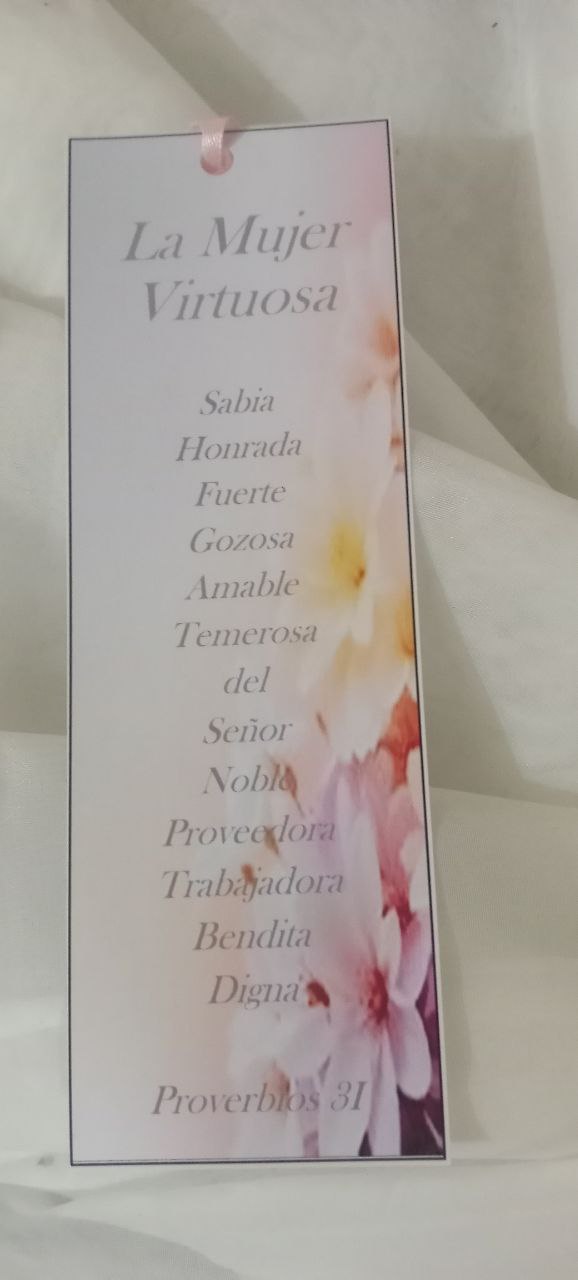 La Mujer
Virtuosa
Sabia
Honrada
Fuerte
Gozosa
Amable
Temerosa
del
Señor
Noble
Proveedora
Trabajadora
Bendita
Digna
Proverbios 31